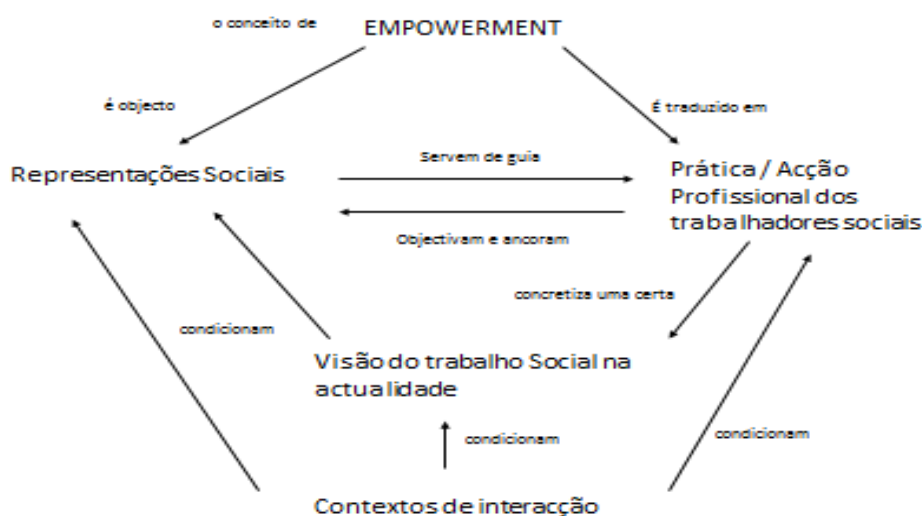 o conceito de EMPOWERMENT
é objecto
É traduzido em
Representações Sociais
Servem de guia
Prática / Acção
Profissional dos
trabalhadores sociais
Objectivam e ancoram
concretiza uma certa
condicionam
Visão do trabalho Social na
actualidade
condicionam
condicionam
Contextos de interacção